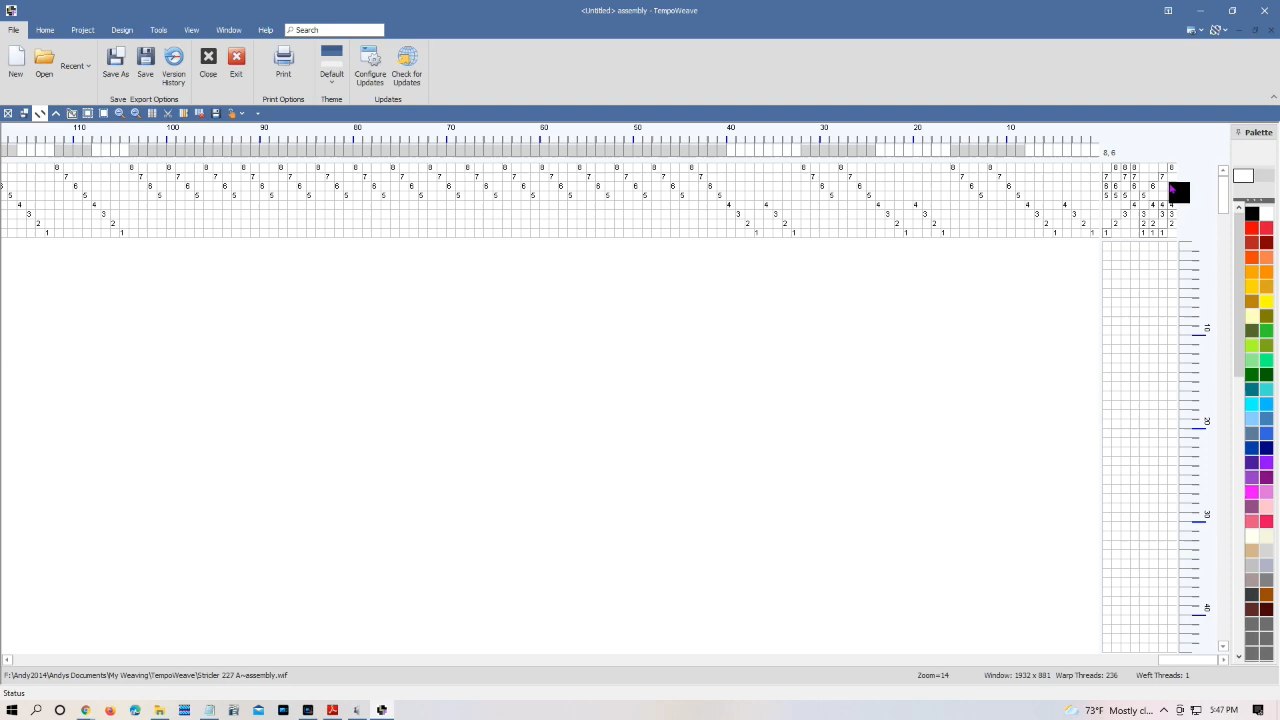 <Untitled> assembly - TempoWeave
File Home Project Design Tools View Window Help Search
New Open Recent Save As Save Version History Close Exit Print Default Configure Updates Check for Updates
Save Export Options Print Options Theme Updates
110 100 90 80 70 60 50 40 30 20 10
Palette
8, 6
10
20
30
40
F:\Andy2014\Andys Documents\My Weaving\TempoWeave\Stricler 227 A~assembly.wif Zoom=14 Window: 1932 x 881 Warp Threads: 236 Weft Threads: 1
Status
73°F Mostly cl... 5:47 PM